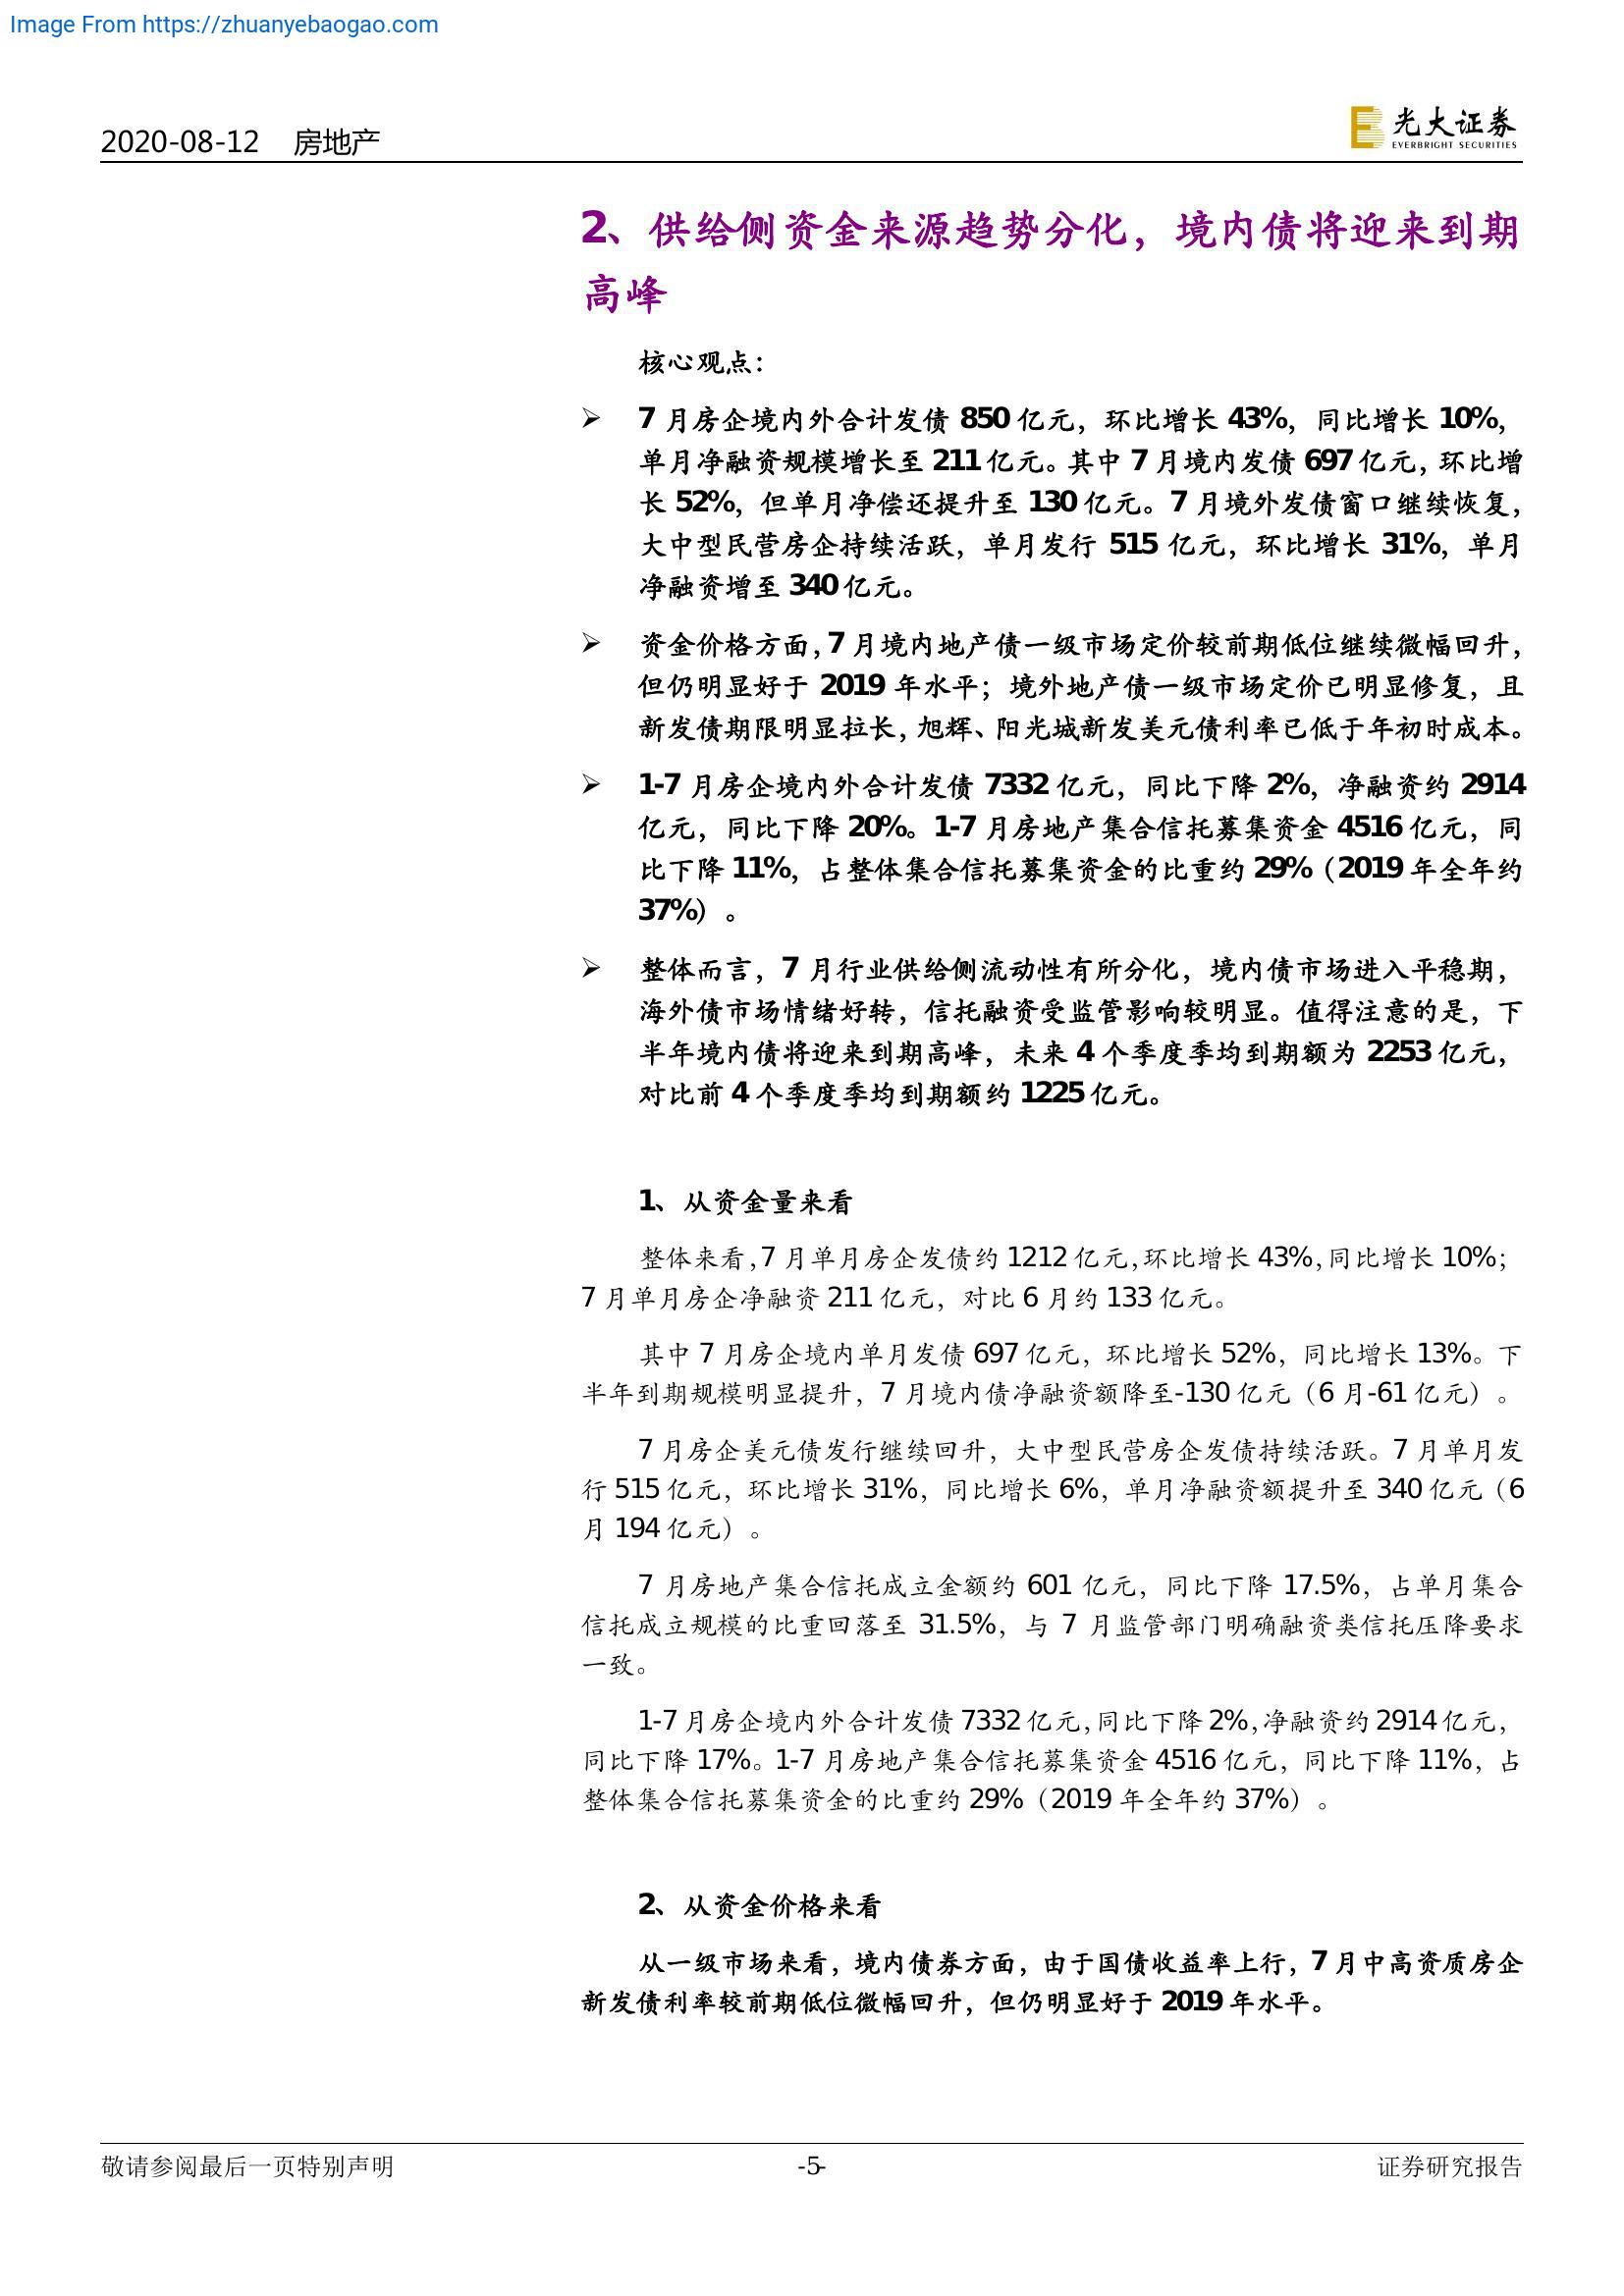 Image From https://zhuanyebaogao.com
2020-08-12 房地产
光大证券
EVERBRIGHT SECURITIES
2、供给侧资金来源趋势分化，境内债将迎来到期
高峰
核心观点：
➢ 7 月房企境内外合计发债 850 亿元，环比增长 43%，同比增长 10%，
单月净融资规模增长至 211 亿元。其中 7 月境内发债 697 亿元，环比增
长 52%，但单月净偿还提升至 130 亿元。7 月境外发债窗口继续恢复，
大中型民营房企持续活跃，单月发行 515 亿元，环比增长 31%，单月
净融资增至 340 亿元。
➢ 资金价格方面，7 月境内地产债一级市场定价较前期低位继续微幅回升，
但仍明显好于 2019 年水平；境外地产债一级市场定价已明显修复，且
新发债期限明显拉长，旭辉、阳光城新发美元债利率已低于年初时成本。
➢ 1-7 月房企境内外合计发债 7332 亿元，同比下降 2%，净融资约 2914
亿元，同比下降 20%。1-7 月房地产集合信托募集资金 4516 亿元，同
比下降 11%，占整体集合信托募集资金的比重约 29%（2019 年全年约
37%）。
➢ 整体而言，7 月行业供给侧流动性有所分化，境内债市场进入平稳期，
海外债市场情绪好转，信托融资受监管影响较明显。值得注意的是，下
半年境内债将迎来到期高峰，未来 4 个季度季均到期额为 2253 亿元，
对比前 4 个季度季均到期额约 1225 亿元。
1、从资金量来看
整体来看，7 月单月房企发债约 1212 亿元，环比增长 43%，同比增长 10%；
7 月单月房企净融资 211 亿元，对比 6 月约 133 亿元。
其中 7 月房企境内单月发债 697 亿元，环比增长 52%，同比增长 13%。下
半年到期规模明显提升，7 月境内债净融资额降至-130 亿元（6 月-61 亿元）。
7 月房企美元债发行继续回升，大中型民营房企发债持续活跃。7 月单月发
行 515 亿元，环比增长 31%，同比增长 6%，单月净融资额提升至 340 亿元（6
月 194 亿元）。
7 月房地产集合信托成立金额约 601 亿元，同比下降 17.5%，占单月集合
信托成立规模的比重回落至 31.5%，与 7 月监管部门明确融资类信托压降要求
一致。
1-7 月房企境内外合计发债 7332 亿元，同比下降 2%，净融资约 2914 亿元，
同比下降 17%。1-7 月房地产集合信托募集资金 4516 亿元，同比下降 11%，占
整体集合信托募集资金的比重约 29%（2019 年全年约 37%）。
2、从资金价格来看
从一级市场来看，境内债券方面，由于国债收益率上行，7 月中高资质房企
新发债利率较前期低位微幅回升，但仍明显好于 2019 年水平。
敬请参阅最后一页特别声明
-5-
证券研究报告